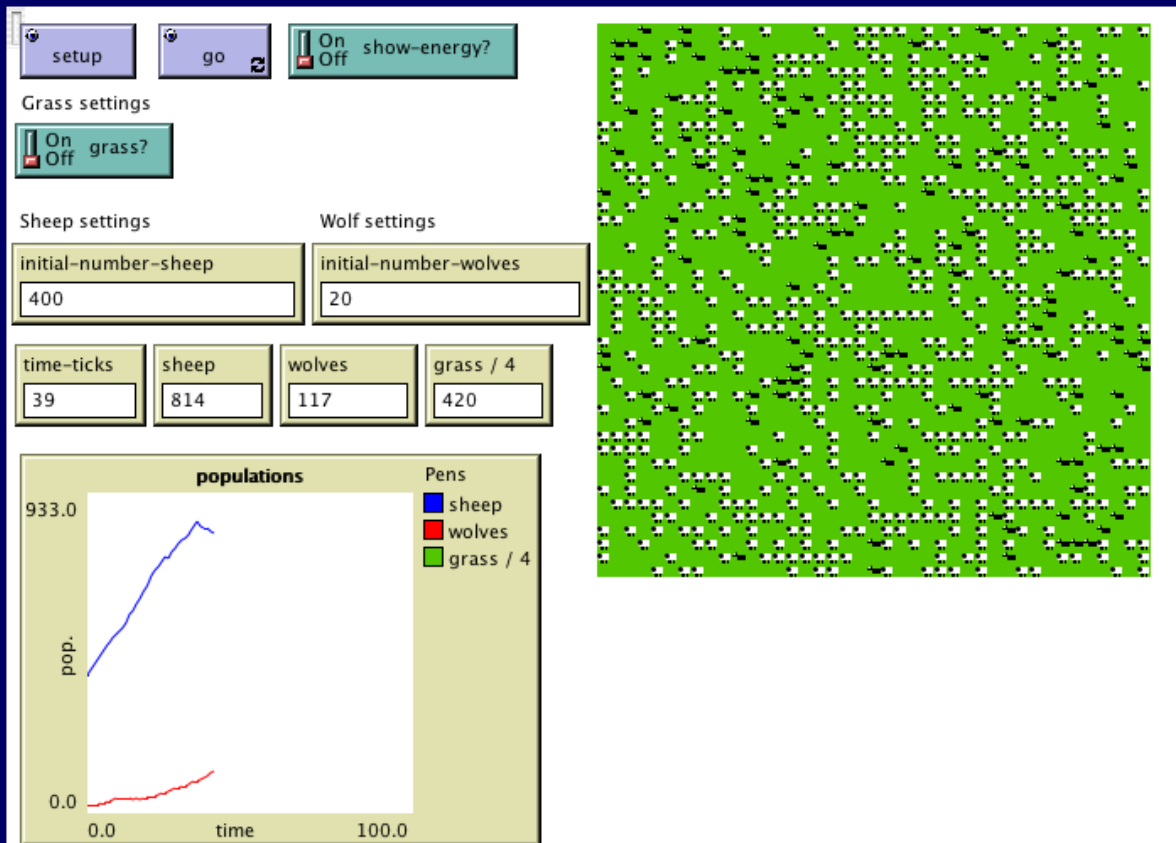 setup
go
On
Off
show-energy?
Grass settings
On
Off
grass?
Sheep settings
Wolf settings
initial-number-sheep
400
initial-number-wolves
20
time-ticks
39
sheep
814
wolves
117
grass / 4
420
populations
Pens
sheep
wolves
grass / 4
933.0
pop.
0.0
0.0
time
100.0